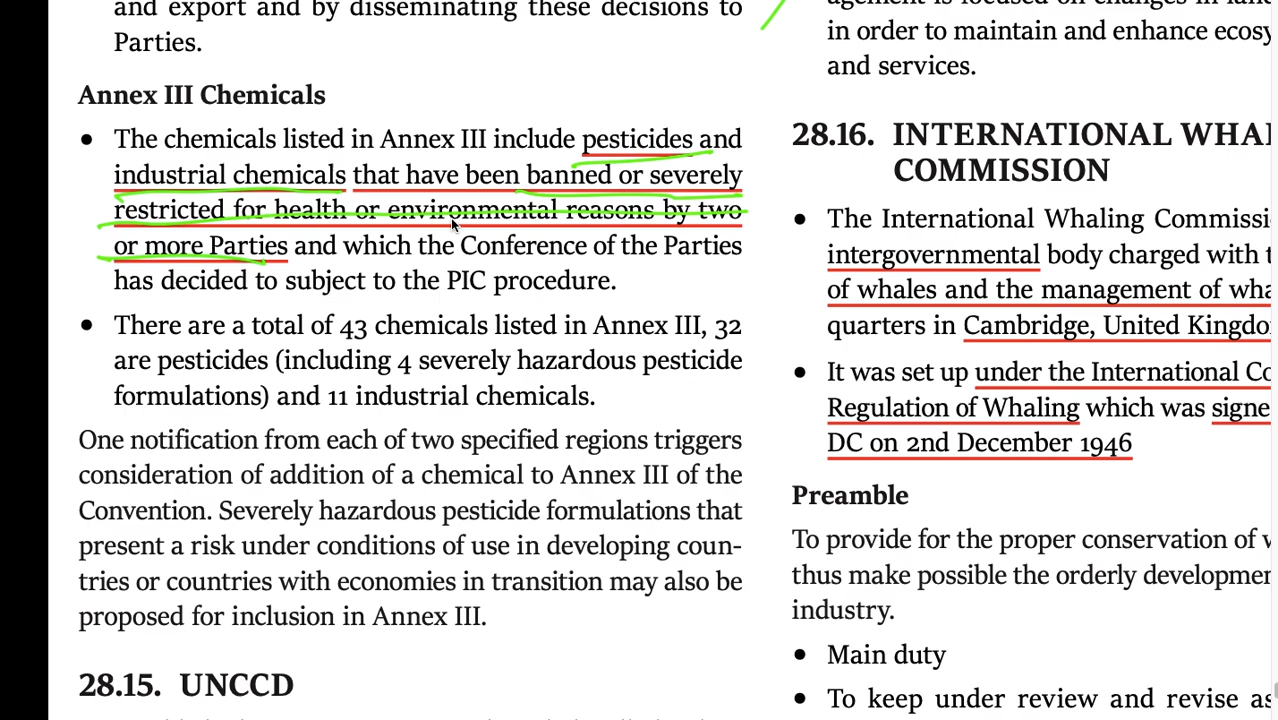 and export and by disseminating these decisions to
Parties.
Annex III Chemicals
• The chemicals listed in Annex III include pesticides and
industrial chemicals that have been banned or severely
restricted for health or environmental reasons by two
or more Parties and which the Conference of the Parties
has decided to subject to the PIC procedure.
• There are a total of 43 chemicals listed in Annex III, 32
are pesticides (including 4 severely hazardous pesticide
formulations) and 11 industrial chemicals.
One notification from each of two specified regions triggers
consideration of addition of a chemical to Annex III of the
Convention. Severely hazardous pesticide formulations that
present a risk under conditions of use in developing coun-
tries or countries with economies in transition may also be
proposed for inclusion in Annex III.
28.15. UNCCD
in order to maintain and enhance ecosy
and services.
28.16. INTERNATIONAL WHA
COMMISSION
• The International Whaling Commissi
intergovernmental body charged with t
of whales and the management of wha
quarters in Cambridge, United Kingdo
• It was set up under the International Co
Regulation of Whaling which was signe
DC on 2nd December 1946
Preamble
To provide for the proper conservation of w
thus make possible the orderly developmen
industry.
• Main duty
• To keep under review and revise as